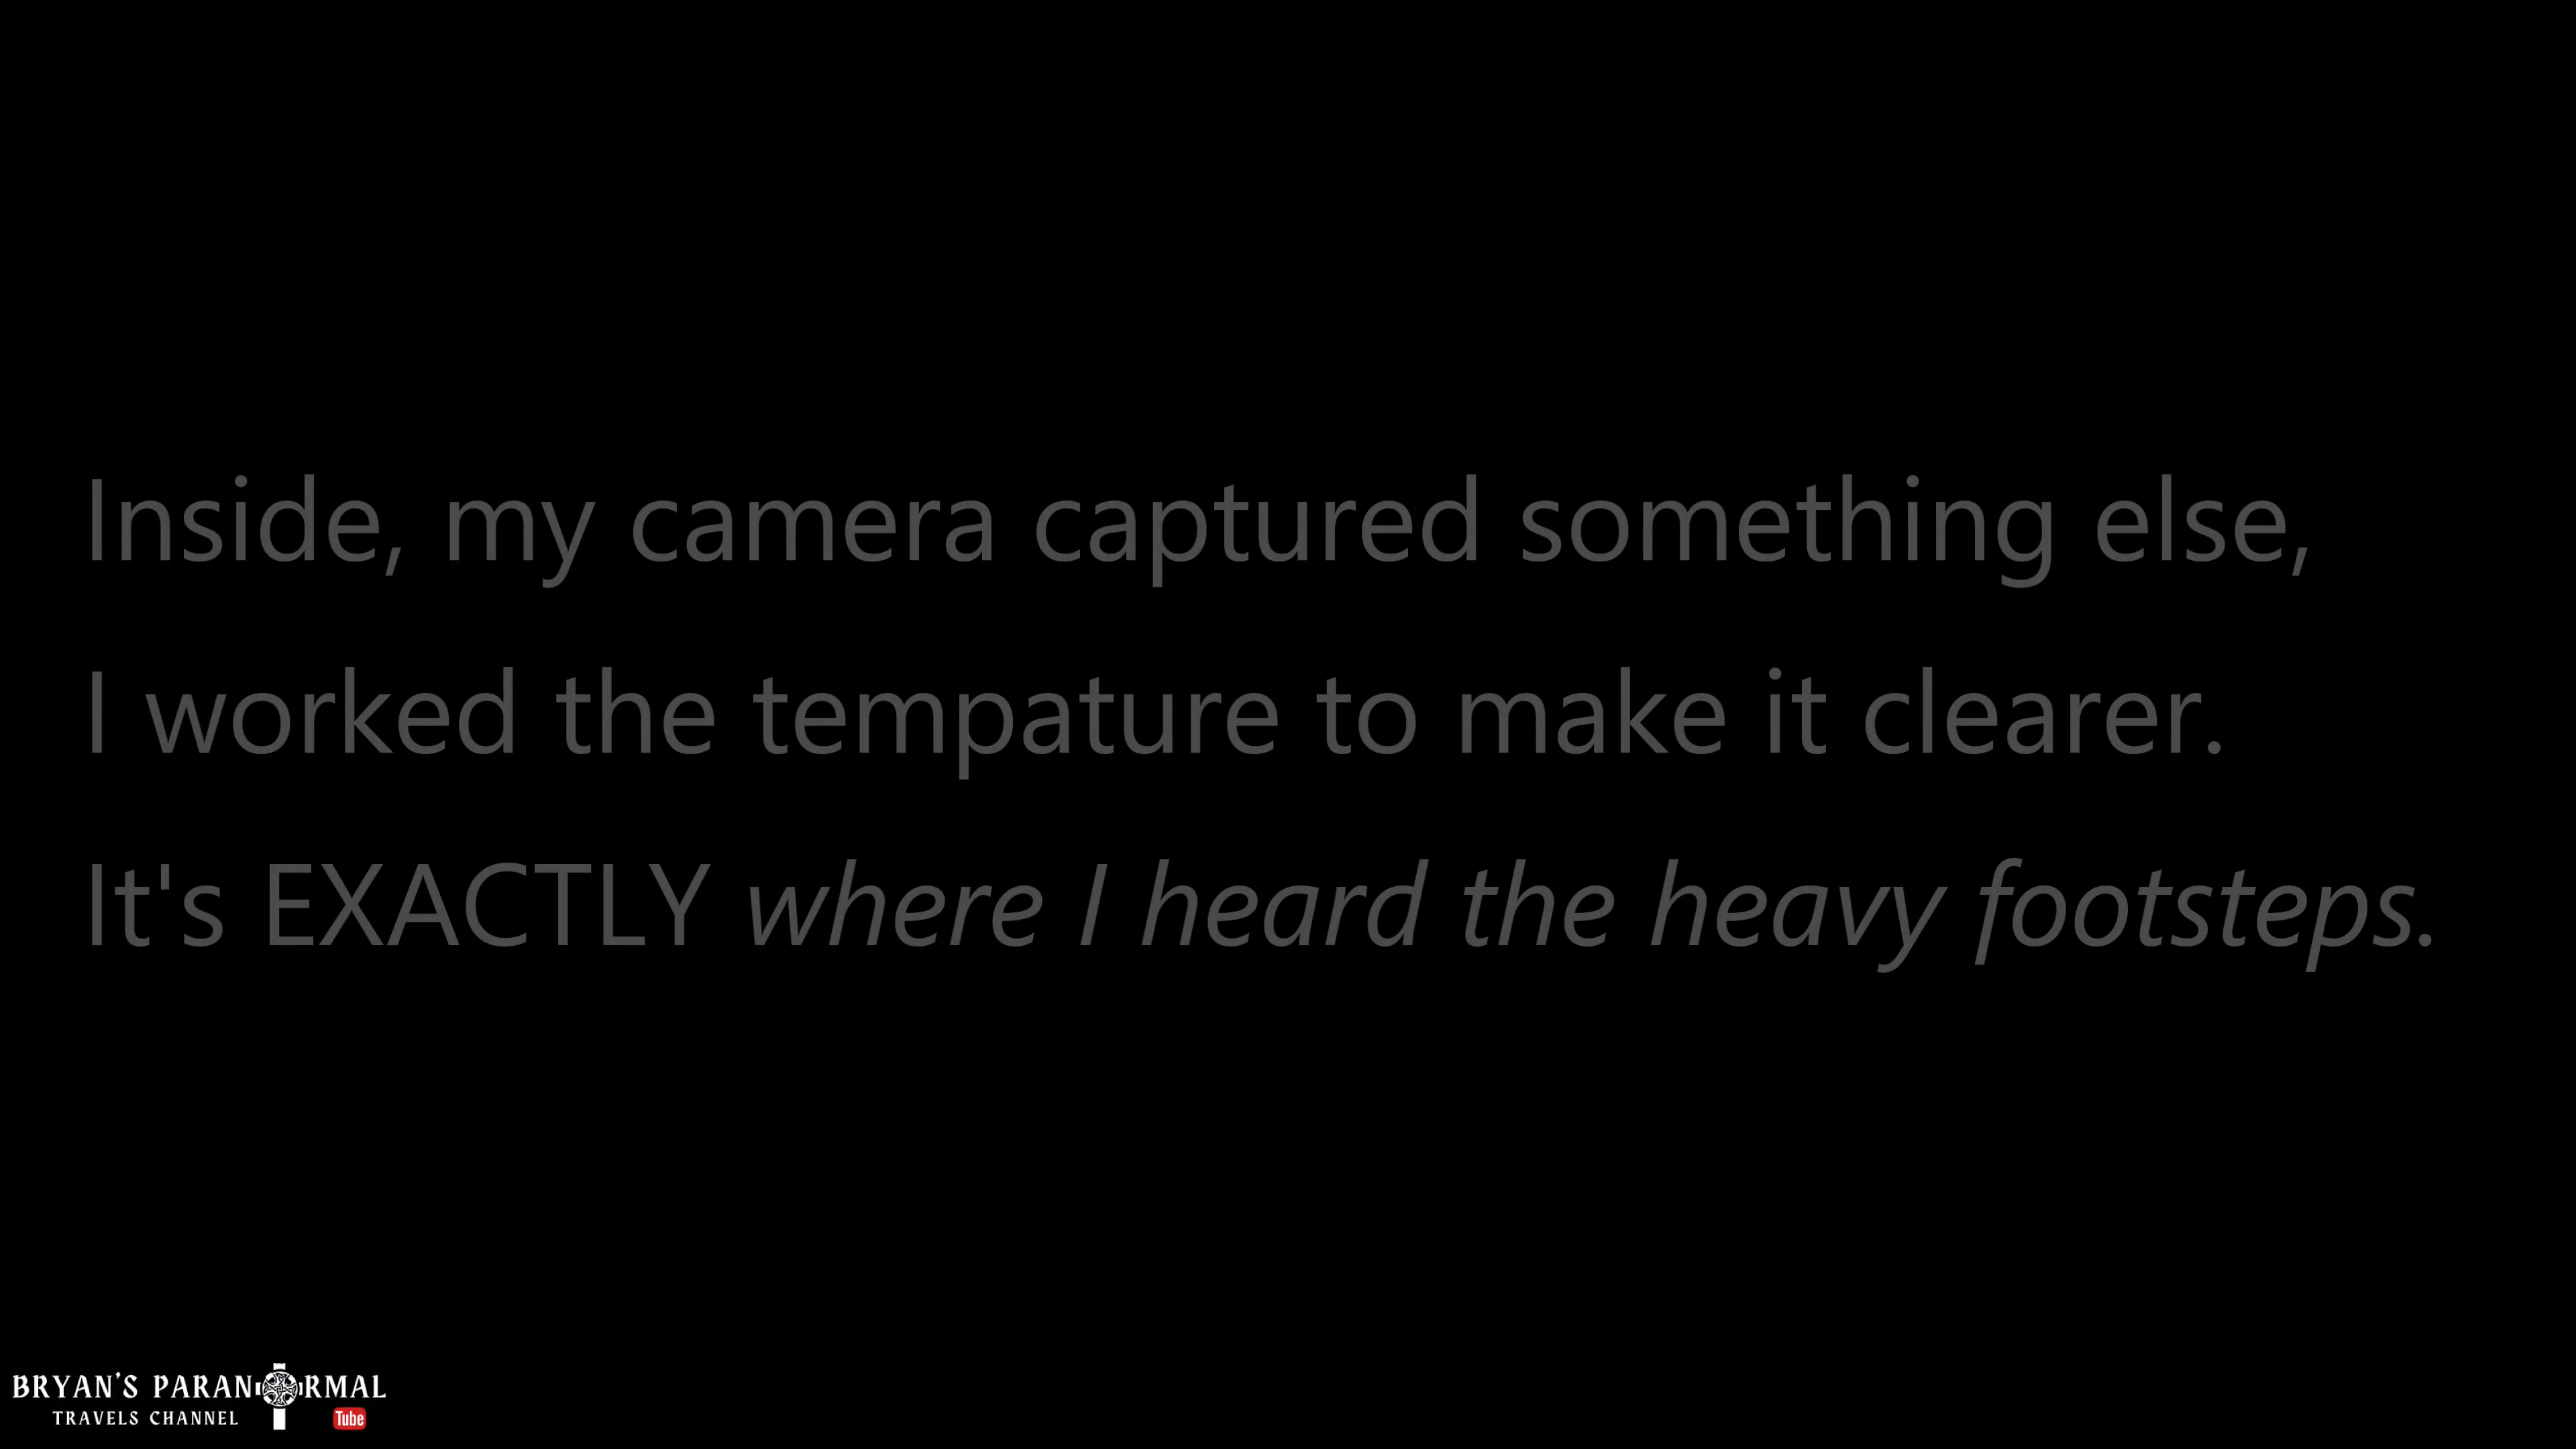 Inside, my camera captured something else,
I worked the tempature to make it clearer.
It's EXACTLY where I heard the heavy footsteps.
BRYAN'S PARANORMAL
TRAVELS CHANNEL
Tube